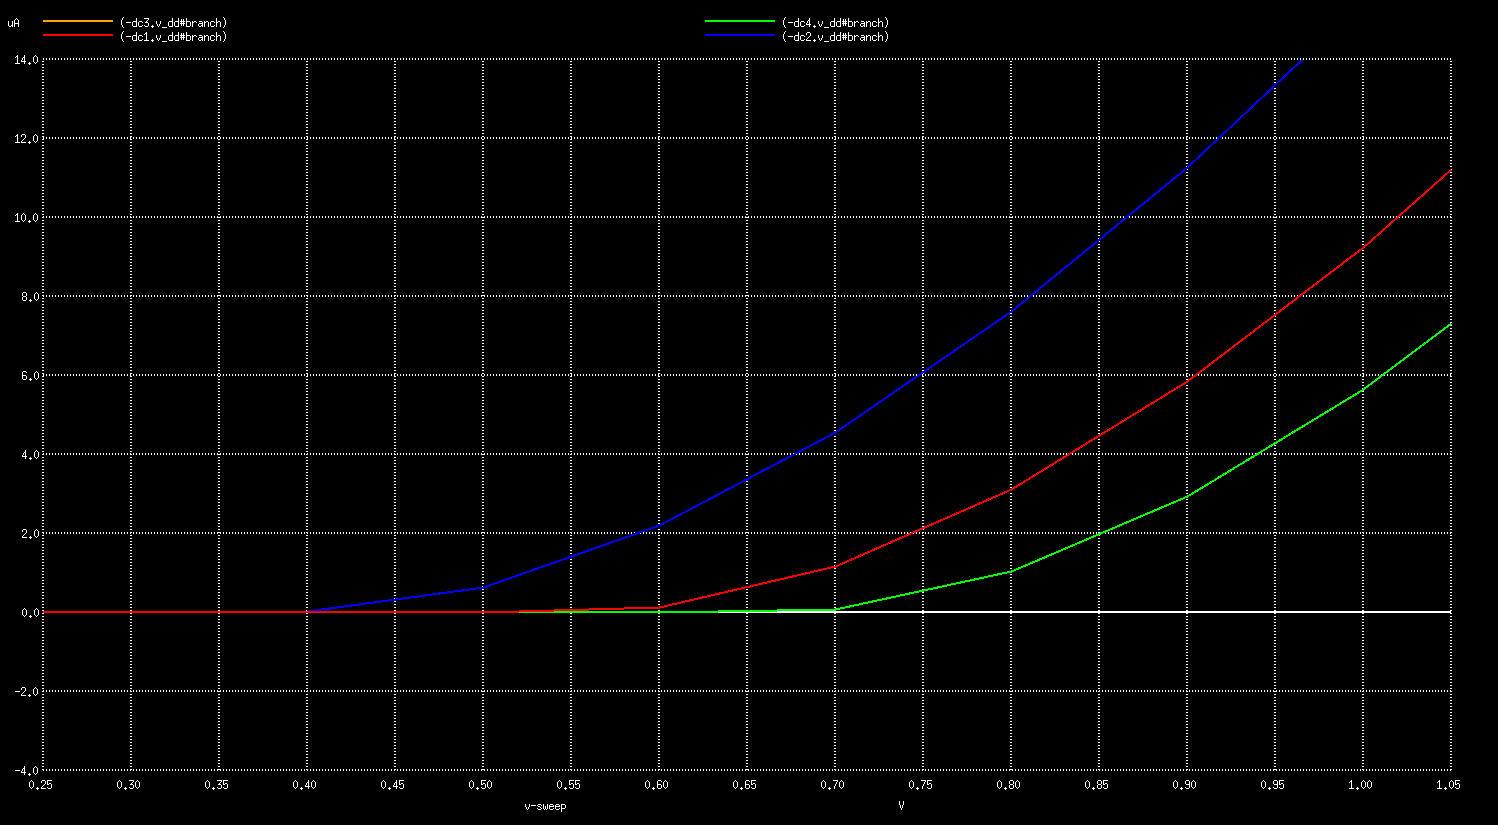 uA
(-dc3.v_dd#branch) (-dc4.v_dd#branch)
(-dc1.v_dd#branch) (-dc2.v_dd#branch)
14.0
12.0
10.0
8.0
6.0
4.0
2.0
0.0
-2.0
-4.0
0.25 0.30 0.35 0.40 0.45 0.50 0.55 0.60 0.65 0.70 0.75 0.80 0.85 0.90 0.95 1.00 1.05
v-sweep V